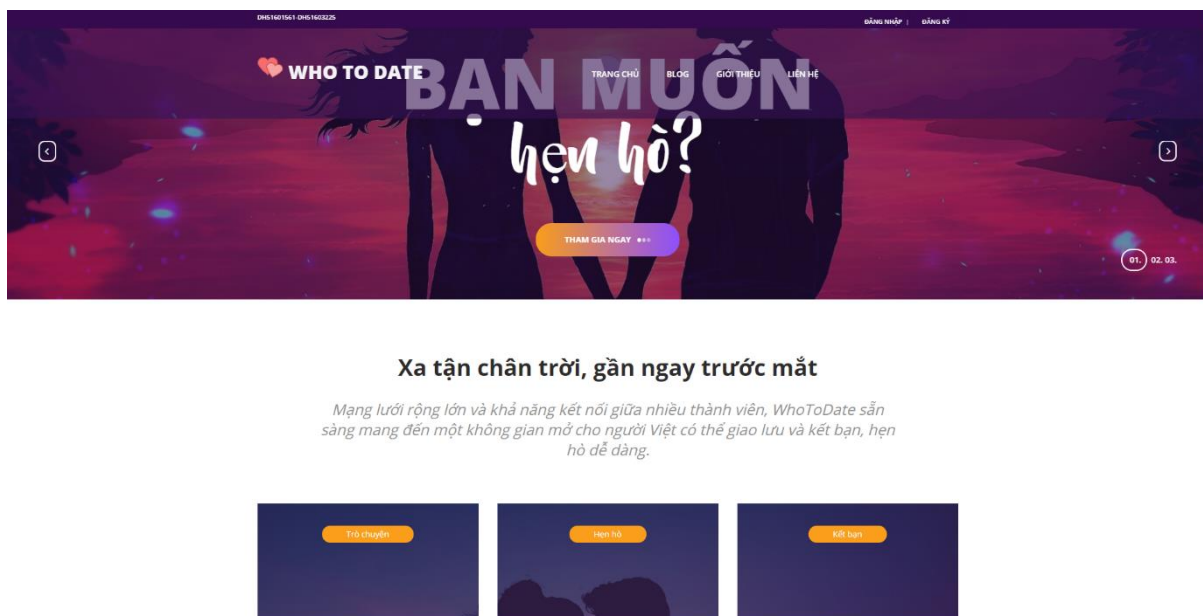 DH51601561-DH51603225
ĐĂNG NHẬP | ĐĂNG KÝ
WHO TO DATE
TRANG CHỦ BLOG GIỚI THIỆU LIÊN HỆ
BẠN MUỐN
hẹn hò?
THAM GIA NGAY
01. 02. 03.
Xa tận chân trời, gần ngay trước mắt
Mạng lưới rộng lớn và khả năng kết nối giữa nhiều thành viên, WhoToDate sẵn
sàng mang đến một không gian mở cho người Việt có thể giao lưu và kết bạn, hẹn
hò dễ dàng.
Trò chuyện
Hẹn hò
Kết bạn